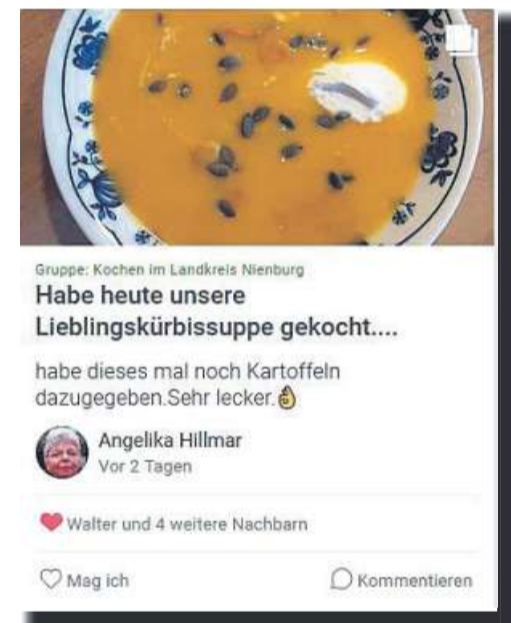 Gruppe: Kochen im Landkreis Nienburg
Habe heute unsere
Lieblingskürbissuppe gekocht....
habe dieses mal noch Kartoffeln
dazugegeben.Sehr lecker.👌
Angelika Hillmar
Vor 2 Tagen
Walter und 4 weitere Nachbarn
Mag ich
Kommentieren